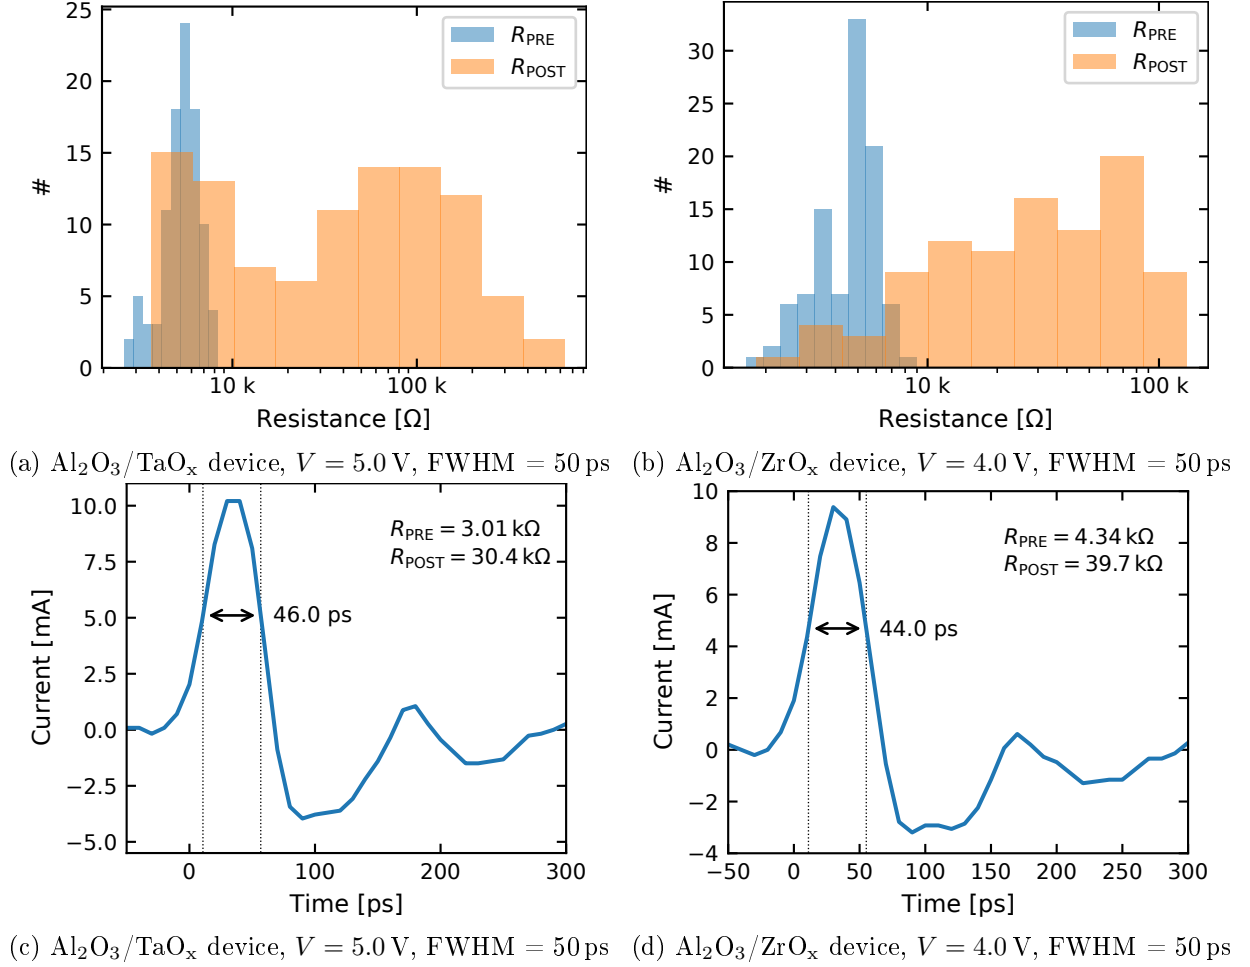 25
20
15
10
5
0
#
R_PRE
R_POST
10 k
100 k
Resistance [Ω]
30
25
20
15
10
5
0
#
R_PRE
R_POST
10 k
100 k
Resistance [Ω]
(a) Al₂O₃/TaOₓ device, V = 5.0 V, FWHM = 50 ps
(b) Al₂O₃/ZrOₓ device, V = 4.0 V, FWHM = 50 ps
10.0
7.5
5.0
2.5
0.0
−2.5
−5.0
Current [mA]
R_PRE = 3.01 kΩ
R_POST = 30.4 kΩ
46.0 ps
0
100
200
300
Time [ps]
10
8
6
4
2
0
−2
−4
Current [mA]
R_PRE = 4.34 kΩ
R_POST = 39.7 kΩ
44.0 ps
−50
0
50
100
150
200
250
300
Time [ps]
(c) Al₂O₃/TaOₓ device, V = 5.0 V, FWHM = 50 ps
(d) Al₂O₃/ZrOₓ device, V = 4.0 V, FWHM = 50 ps